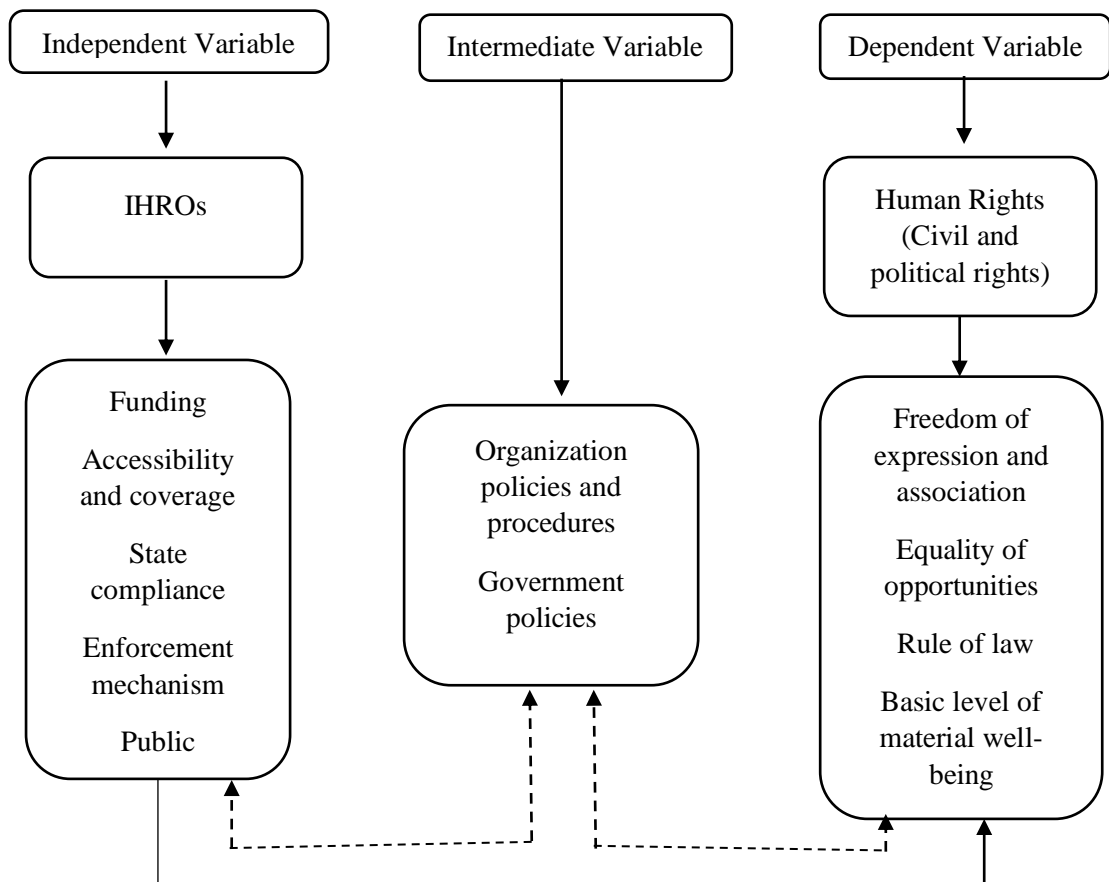 Independent Variable
Intermediate Variable
Dependent Variable
IHROs
Human Rights
(Civil and
political rights)
Funding
Accessibility
and coverage
State
compliance
Enforcement
mechanism
Public
Organization
policies and
procedures
Government
policies
Freedom of
expression and
association
Equality of
opportunities
Rule of law
Basic level of
material well-
being